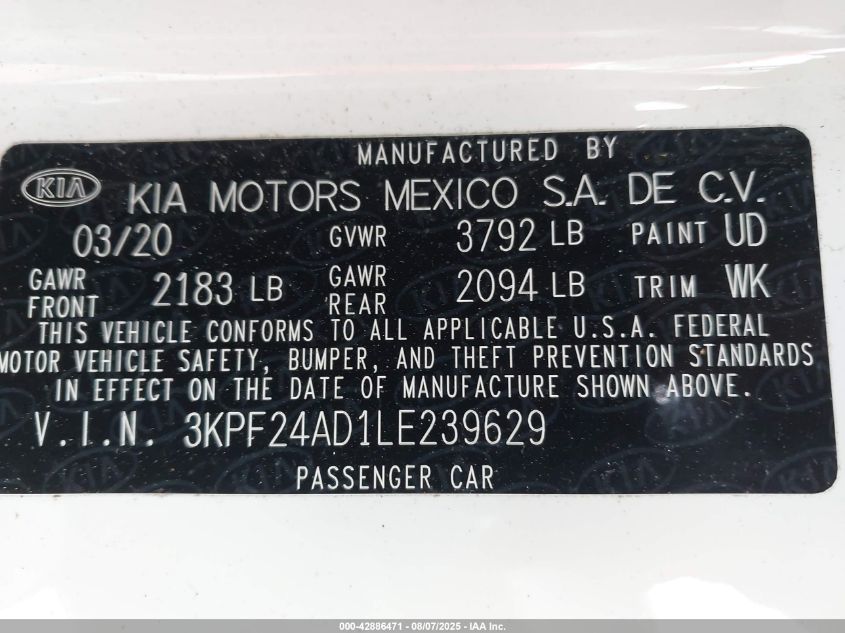 MANUFACTURED BY
KIA KIA MOTORS MEXICO S.A. DE C.V.
03/20 GVWR 3792 LB PAINT UD
GAWR FRONT 2183 LB GAWR REAR 2094 LB TRIM WK
THIS VEHICLE CONFORMS TO ALL APPLICABLE U.S.A. FEDERAL
MOTOR VEHICLE SAFETY, BUMPER, AND THEFT PREVENTION STANDARDS
IN EFFECT ON THE DATE OF MANUFACTURE SHOWN ABOVE.
V.I.N. 3KPF24AD1LE239629
PASSENGER CAR
000-42886471 - 08/07/2025 - IAA Inc.